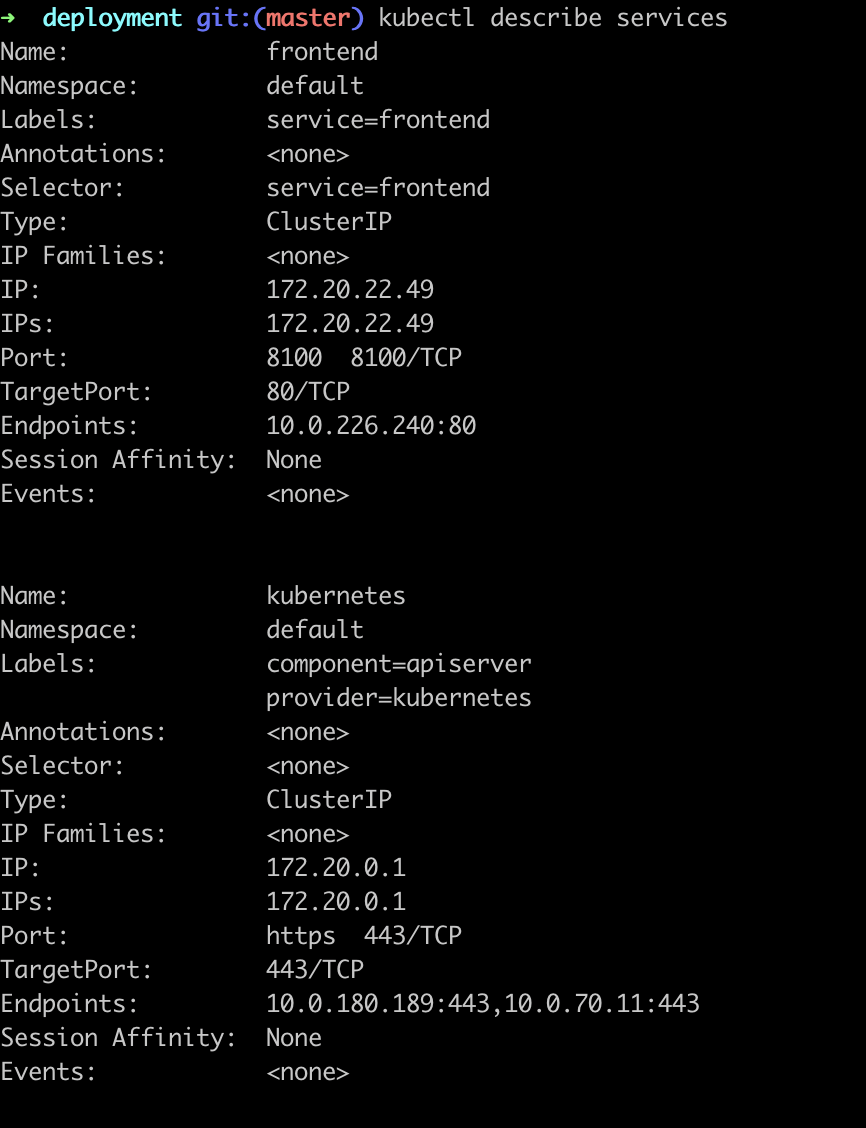 ➜  deployment git:(master) kubectl describe services
Name:              frontend
Namespace:         default
Labels:            service=frontend
Annotations:       <none>
Selector:          service=frontend
Type:              ClusterIP
IP Families:       <none>
IP:                172.20.22.49
IPs:               172.20.22.49
Port:              8100  8100/TCP
TargetPort:        80/TCP
Endpoints:         10.0.226.240:80
Session Affinity:  None
Events:            <none>
Name:              kubernetes
Namespace:         default
Labels:            component=apiserver
                   provider=kubernetes
Annotations:       <none>
Selector:          <none>
Type:              ClusterIP
IP Families:       <none>
IP:                172.20.0.1
IPs:               172.20.0.1
Port:              https  443/TCP
TargetPort:        443/TCP
Endpoints:         10.0.180.189:443,10.0.70.11:443
Session Affinity:  None
Events:            <none>